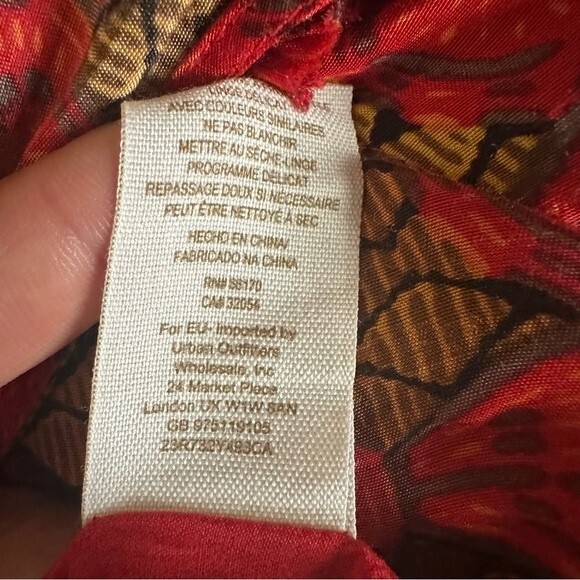 AVEC COULEURS SIMILAIRES
NE PAS BLANCHIR
METTRE AU SÈCHE-LINGE
PROGRAMME DÉLICAT
REPASSAGE DOUX SI NÉCESSAIRE
PEUT ÊTRE NETTOYÉ À SEC
HECHO EN CHINA/
FABRICADO NA CHINA
RN# 66170
CA# 32054
For EU- Imported by
Urban Outfitters
Wholesale, Inc
24 Market Place
London UK W1W 8AN
GB 975119105
23R732Y493CA